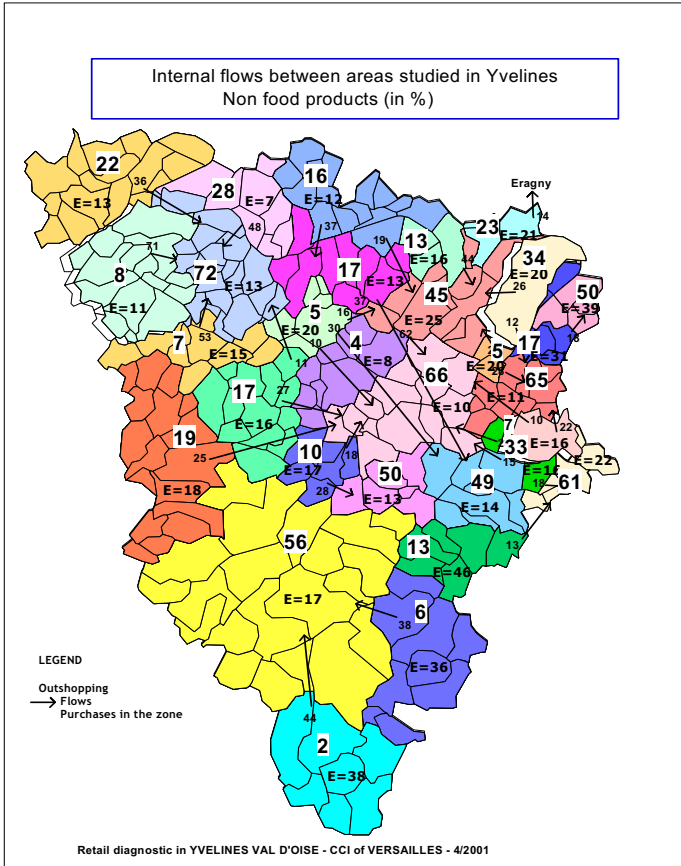 Internal flows between areas studied in Yvelines
Non food products (in %)
22
36
E=13
28
E=7
48
16
E=12
37
Eragny
23
14
E=21
19
13
E=16
44
34
E=20
26
71
8
E=11
72
E=13
17
E=13
45
E=25
50
E=39
37
5
16
E=20
30
10
4
E=8
62
12
17
18
E=31
7
53
E=15
11
5
E=20
65
E=11
66
E=10
17
27
E=16
19
25
E=18
10
E=17
18
28
7
33
10
22
E=16
15
E=22
50
E=13
49
E=14
18
61
56
E=17
13
E=46
13
6
38
E=36
LEGEND
Outshopping
Flows
Purchases in the zone
44
2
E=38
Retail diagnostic in YVELINES VAL D'OISE - CCI of VERSAILLES - 4/2001